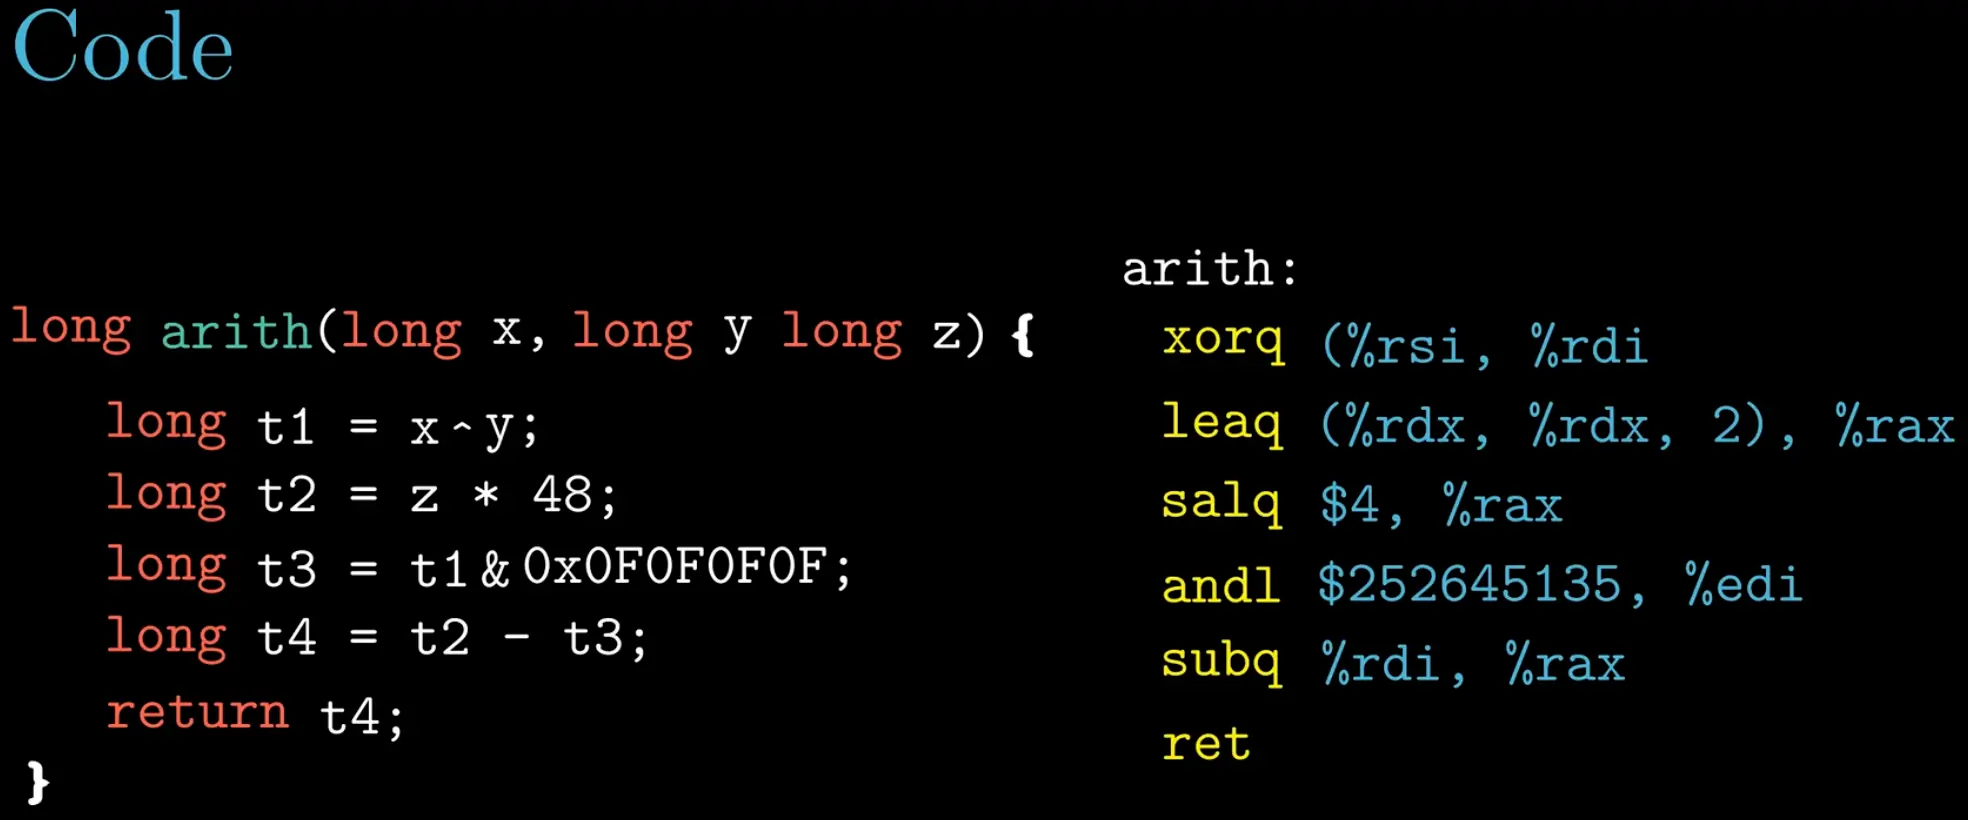 Code
long arith(long x, long y long z) {
long t1 = x^y;
long t2 = z * 48;
long t3 = t1 & 0x0F0F0F0F;
long t4 = t2 - t3;
return t4;
}
arith:
xorq (%rsi, %rdi
leaq (%rdx, %rdx, 2), %rax
salq $4, %rax
andl $252645135, %edi
subq %rdi, %rax
ret